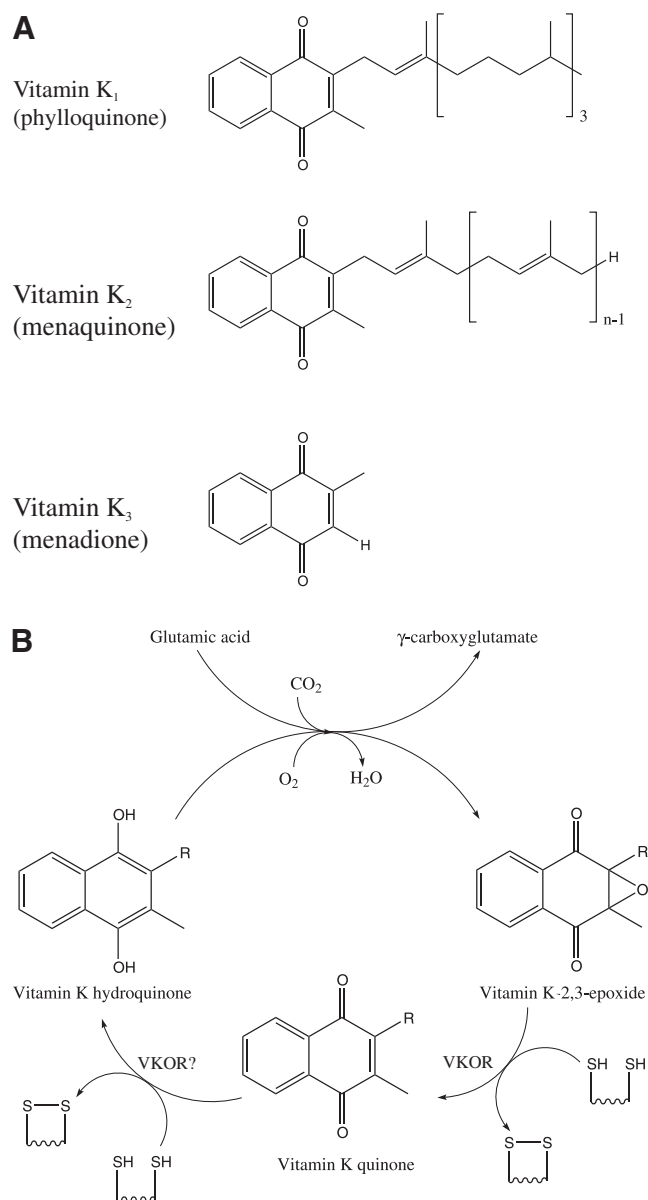 A
Vitamin K₁
(phylloquinone)
O
O
3
Vitamin K₂
(menaquinone)
O
O
H
n-1
Vitamin K₃
(menadione)
O
O
H
B
Glutamic acid
γ-carboxyglutamate
CO₂
O₂
H₂O
OH
R
OH
Vitamin K hydroquinone
O
R
O
O
Vitamin K-2,3-epoxide
O
R
O
Vitamin K quinone
VKOR?
S S
SH SH
VKOR
SH SH
S S